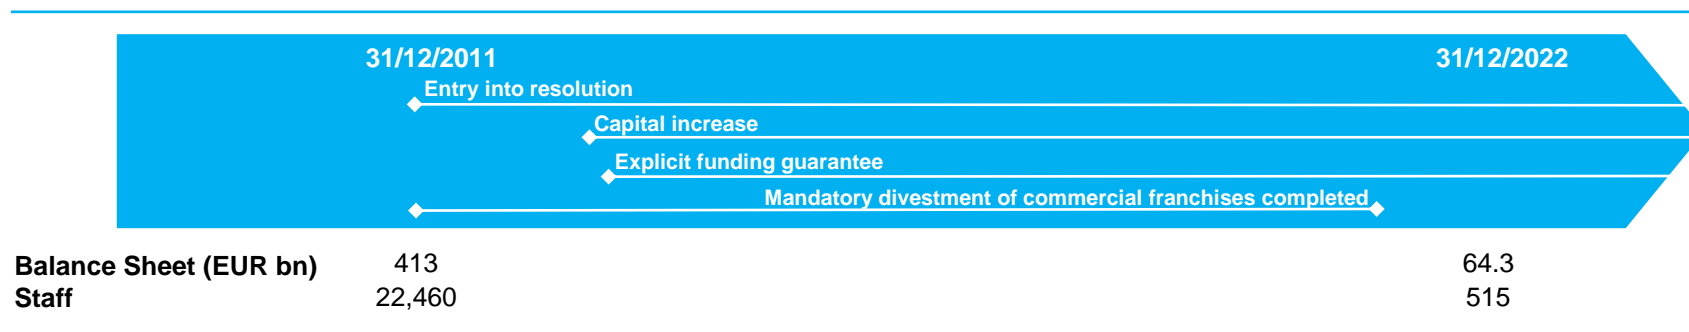 31/12/2011 31/12/2022
Entry into resolution
Capital increase
Explicit funding guarantee
Mandatory divestment of commercial franchises completed
Balance Sheet (EUR bn) 413 64.3
Staff 22,460 515